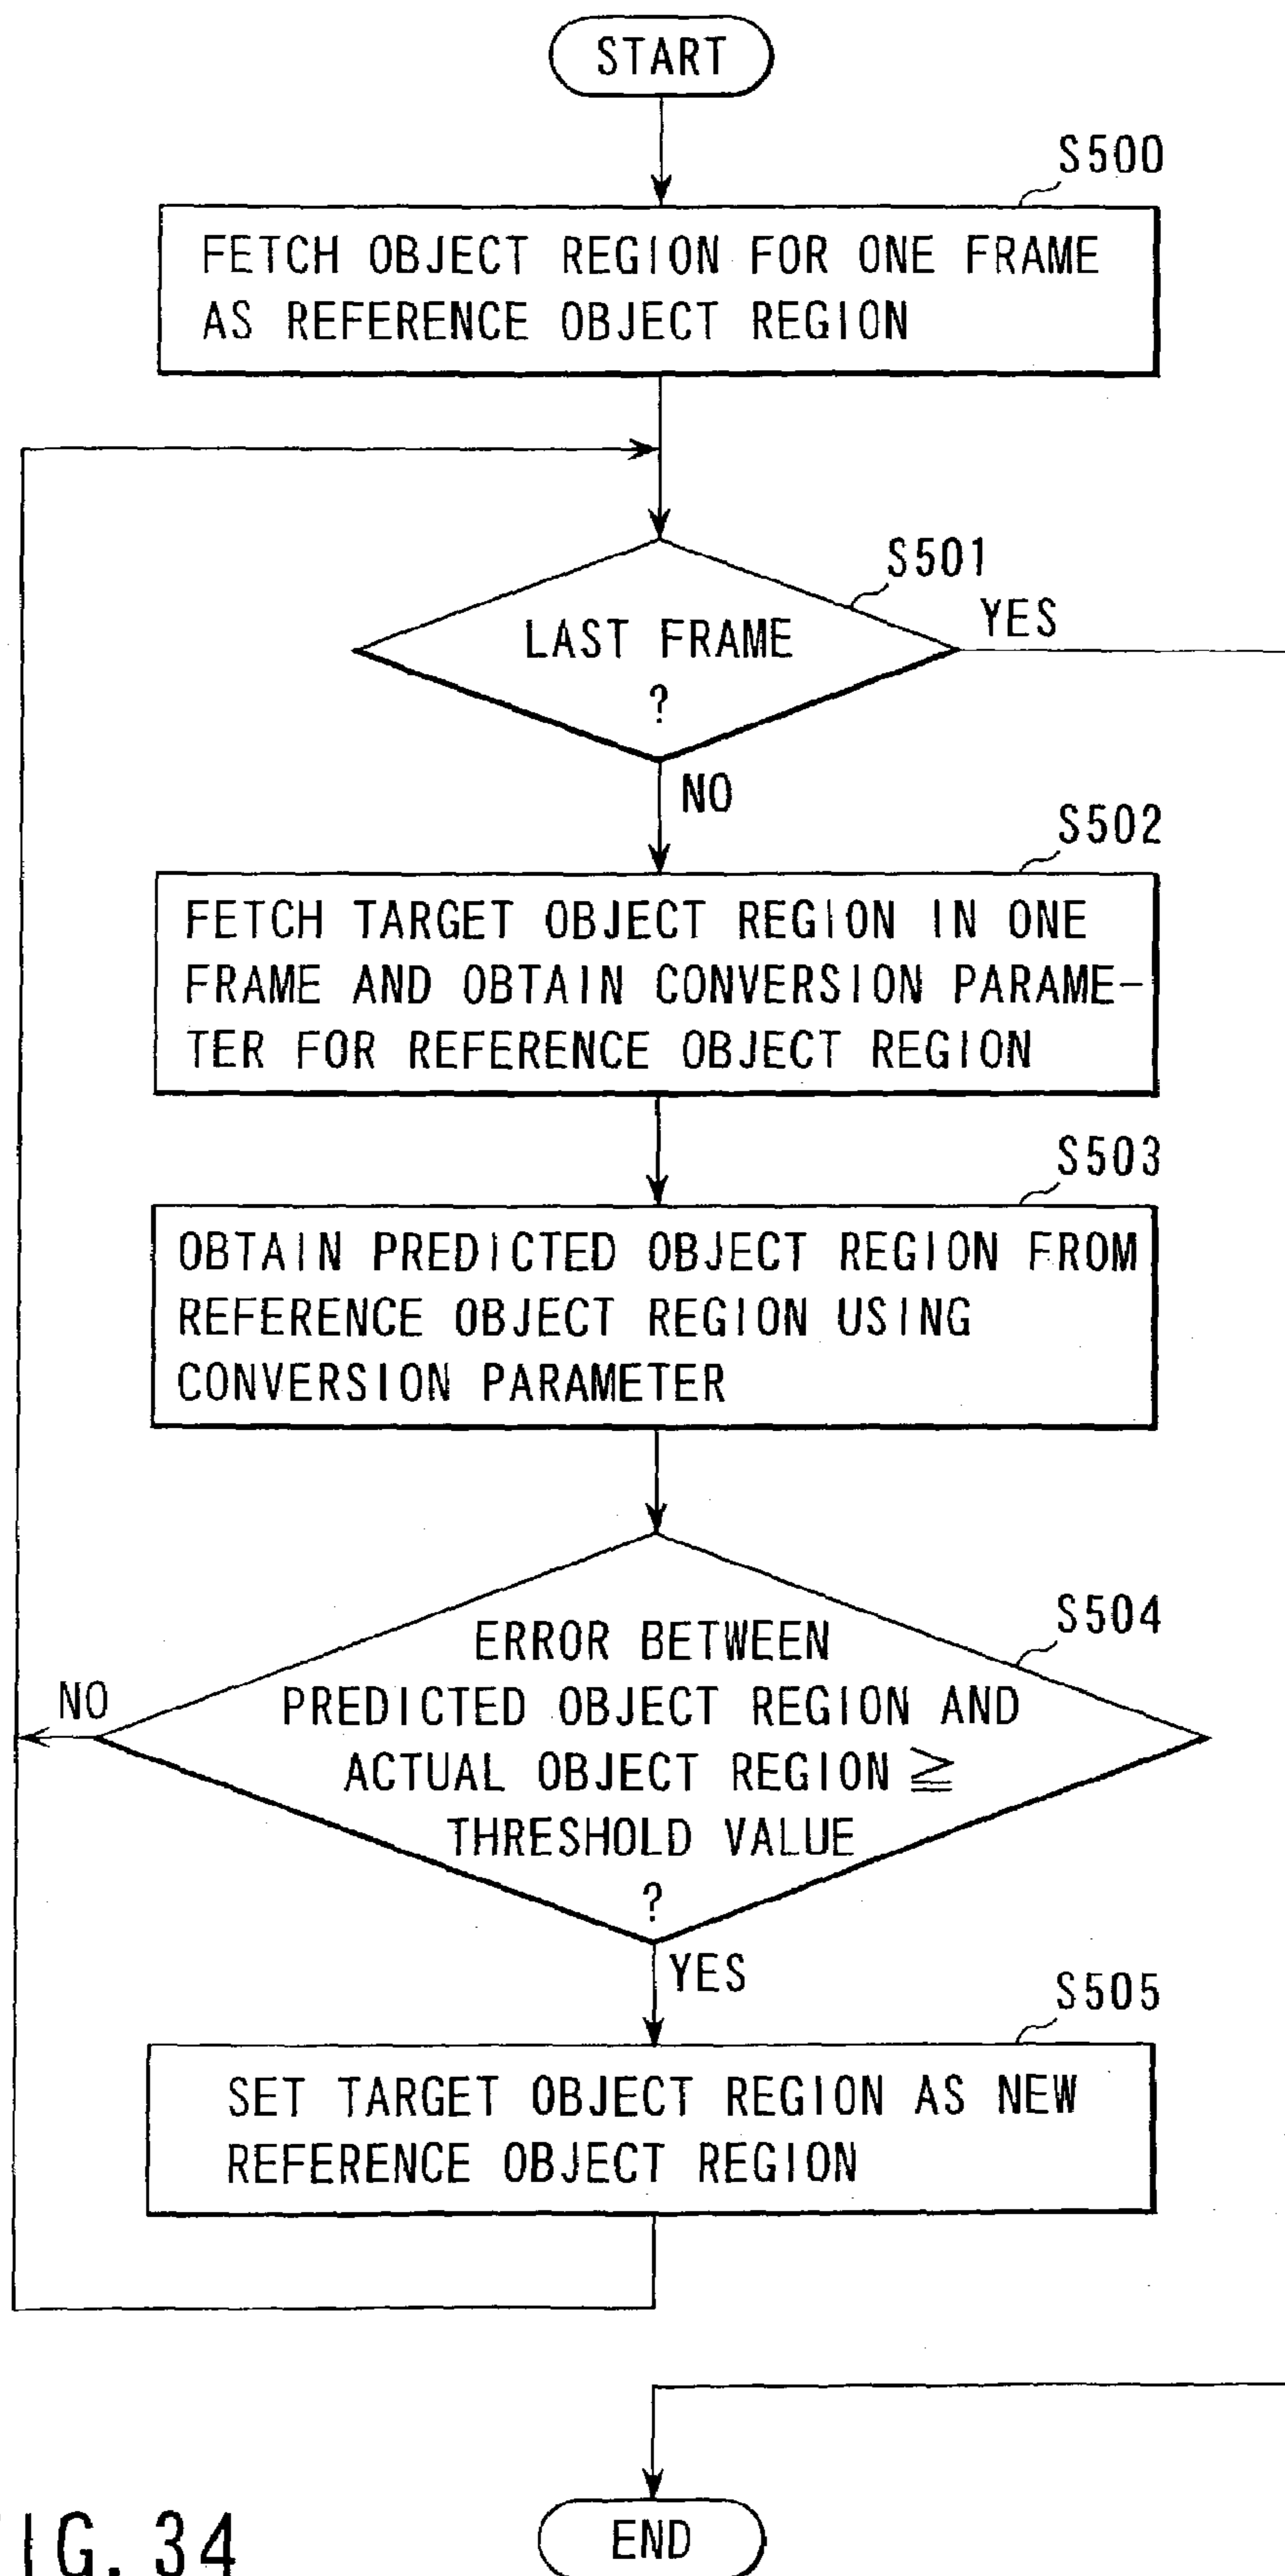 START
S500
FETCH OBJECT REGION FOR ONE FRAME
AS REFERENCE OBJECT REGION
S501
LAST FRAME
?
YES
NO
S502
FETCH TARGET OBJECT REGION IN ONE
FRAME AND OBTAIN CONVERSION PARAME-
TER FOR REFERENCE OBJECT REGION
S503
OBTAIN PREDICTED OBJECT REGION FROM
REFERENCE OBJECT REGION USING
CONVERSION PARAMETER
S504
ERROR BETWEEN
PREDICTED OBJECT REGION AND
ACTUAL OBJECT REGION ≧
THRESHOLD VALUE
?
NO
YES
S505
SET TARGET OBJECT REGION AS NEW
REFERENCE OBJECT REGION
END
IG. 34